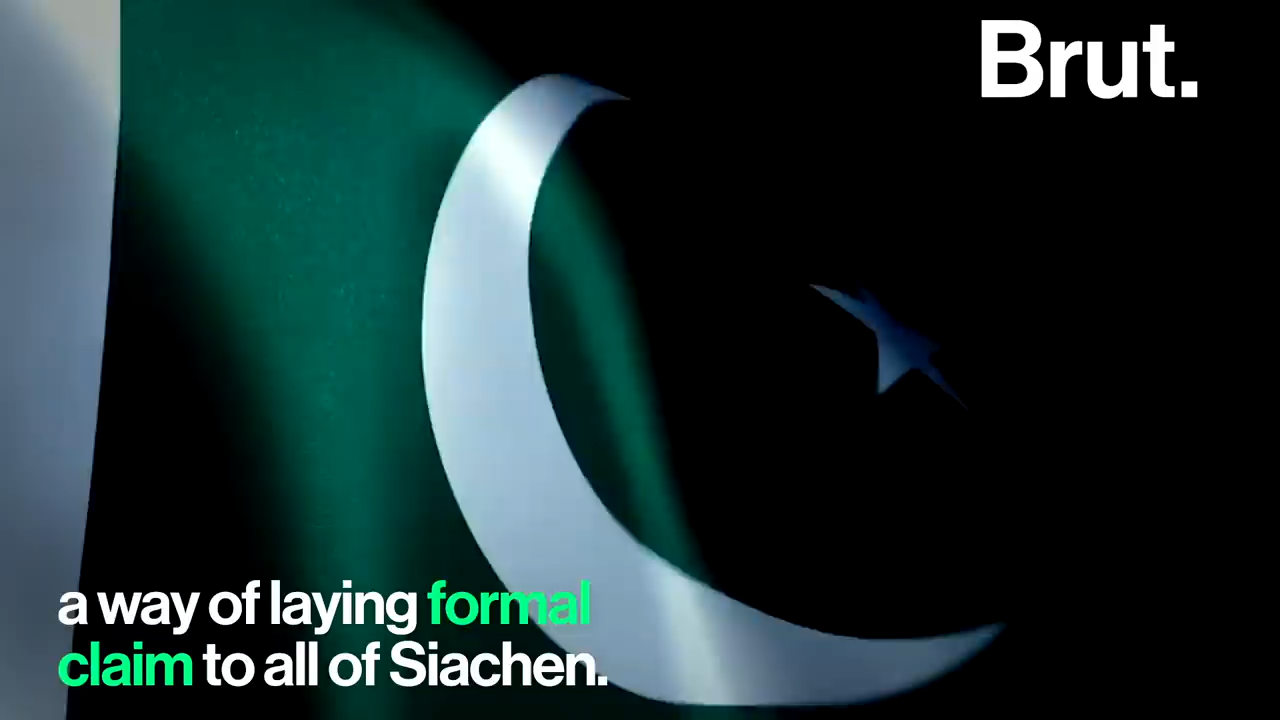 Brut.
a way of laying formal
claim to all of Siachen.